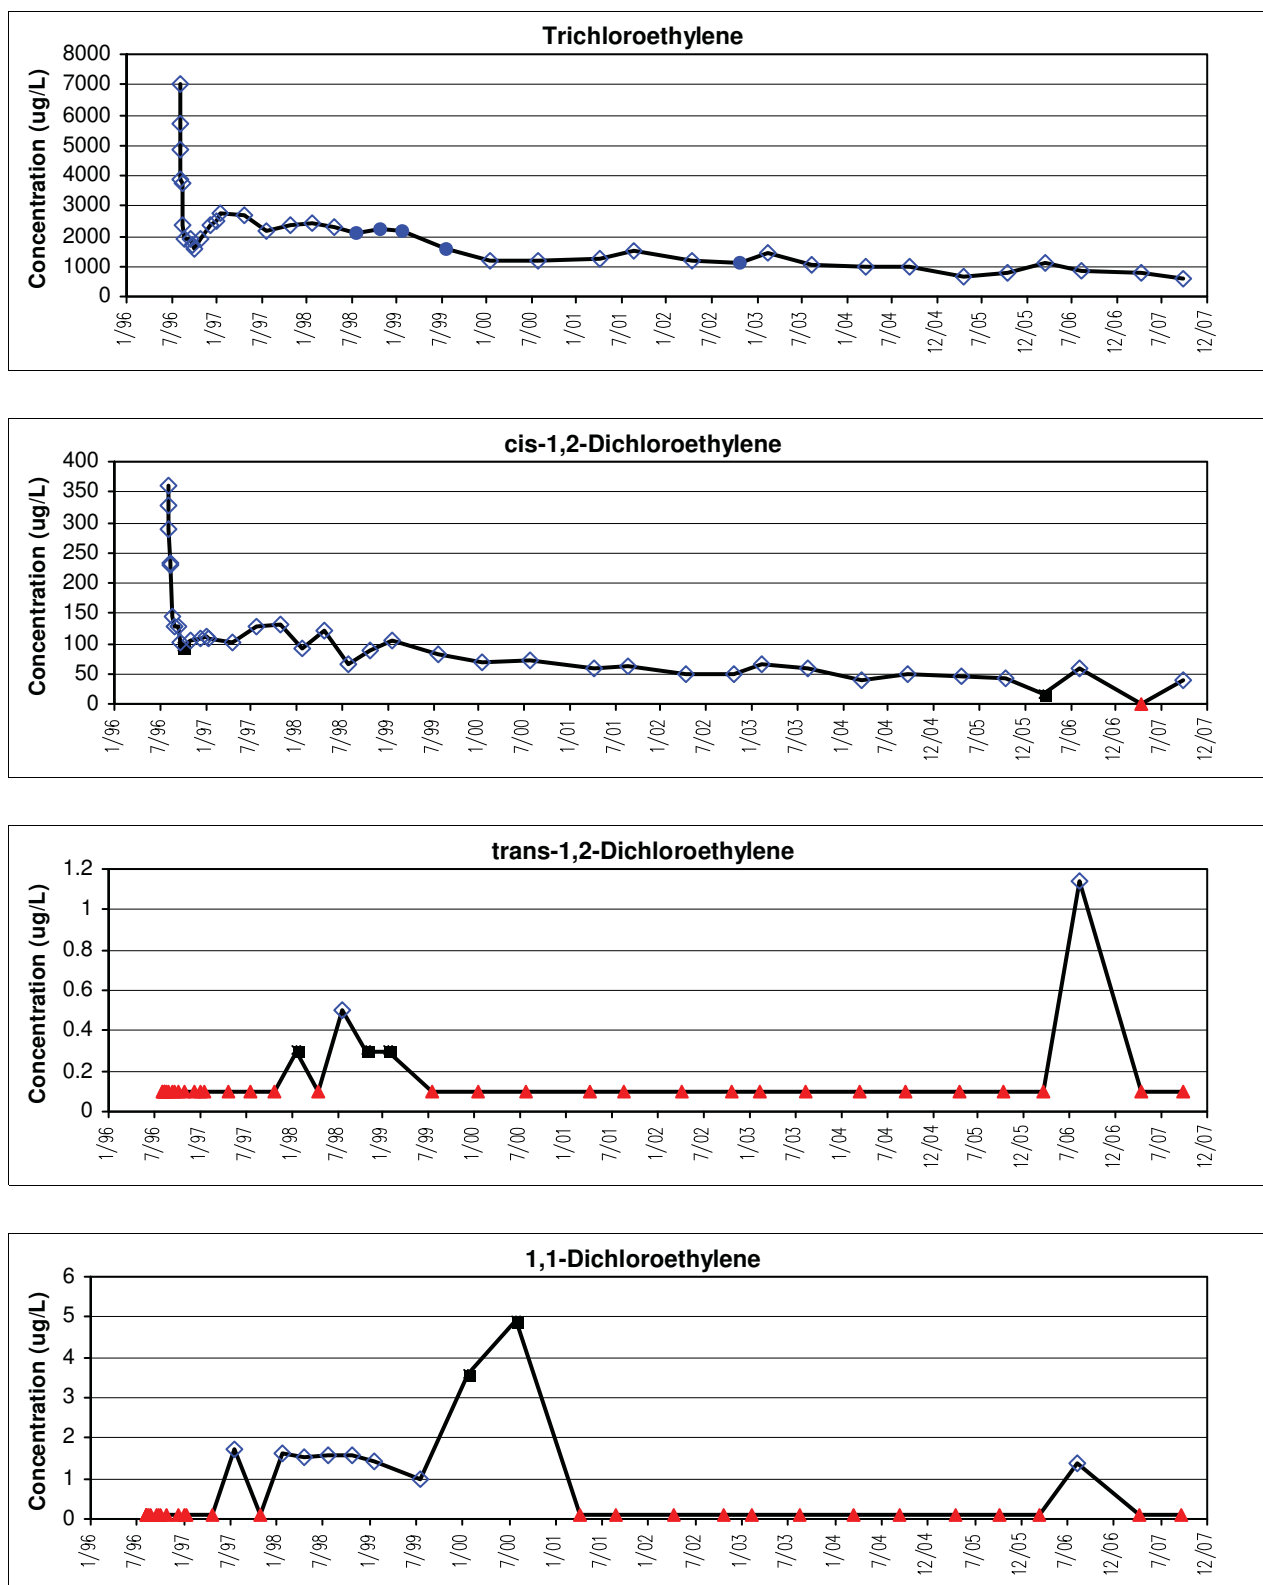 Trichloroethylene
Concentration (ug/L)
8000
7000
6000
5000
4000
3000
2000
1000
0
1/96 7/96 1/97 7/97 1/98 7/98 1/99 7/99 1/00 7/00 1/01 7/01 1/02 7/02 1/03 7/03 1/04 7/04 12/04 7/05 12/05 7/06 12/06 7/07 12/07
cis-1,2-Dichloroethylene
Concentration (ug/L)
400
350
300
250
200
150
100
50
0
1/96 7/96 1/97 7/97 1/98 7/98 1/99 7/99 1/00 7/00 1/01 7/01 1/02 7/02 1/03 7/03 1/04 7/04 12/04 7/05 12/05 7/06 12/06 7/07 12/07
trans-1,2-Dichloroethylene
Concentration (ug/L)
1.2
1
0.8
0.6
0.4
0.2
0
1/96 7/96 1/97 7/97 1/98 7/98 1/99 7/99 1/00 7/00 1/01 7/01 1/02 7/02 1/03 7/03 1/04 7/04 12/04 7/05 12/05 7/06 12/06 7/07 12/07
1,1-Dichloroethylene
Concentration (ug/L)
6
5
4
3
2
1
0
1/96 7/96 1/97 7/97 1/98 7/98 1/99 7/99 1/00 7/00 1/01 7/01 1/02 7/02 1/03 7/03 1/04 7/04 12/04 7/05 12/05 7/06 12/06 7/07 12/07